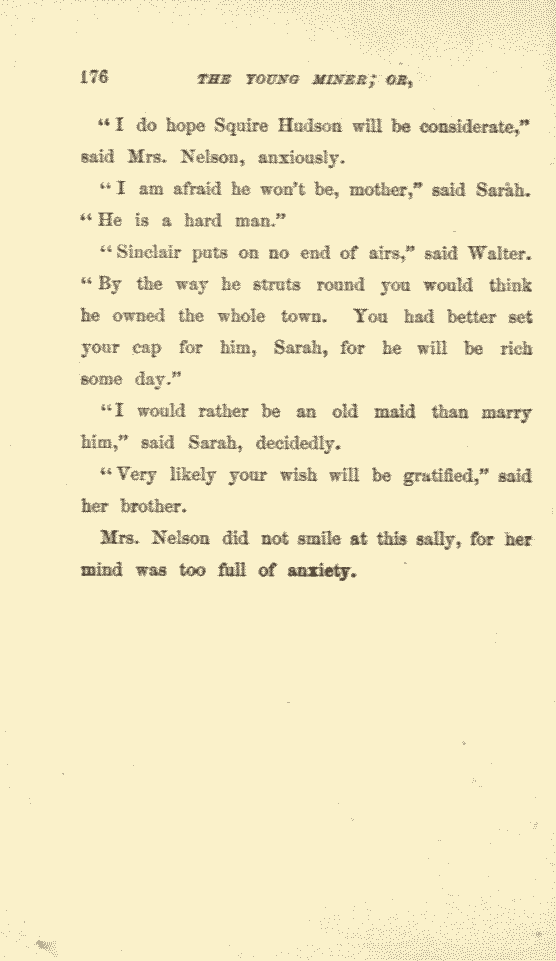 176 THE YOUNG MINER; OR,
“I do hope Squire Hudson will be considerate,”
said Mrs. Nelson, anxiously.
“I am afraid he won't be, mother,” said Sarah.
“He is a hard man.”
“Sinclair puts on no end of airs,” said Walter.
“By the way he struts round you would think
he owned the whole town. You had better set
your cap for him, Sarah, for he will be rich
some day.”
“I would rather be an old maid than marry
him,” said Sarah, decidedly.
“Very likely your wish will be gratified,” said
her brother.
Mrs. Nelson did not smile at this sally, for her
mind was too full of anxiety.